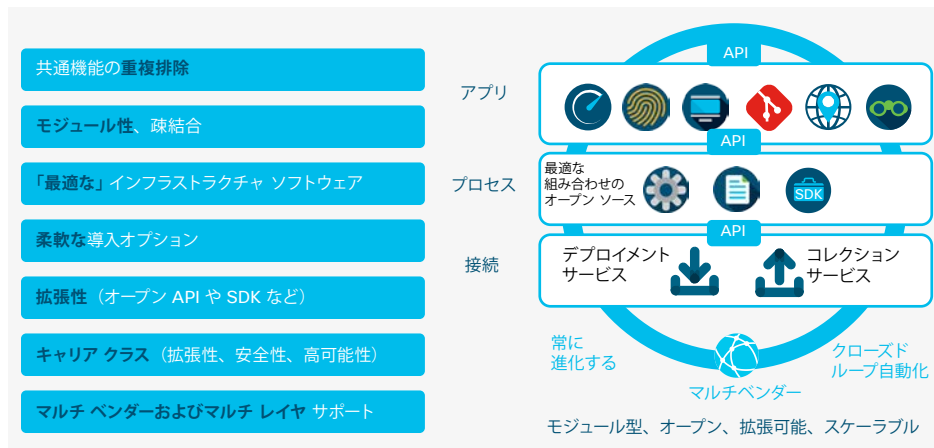 共通機能の重複排除
モジュール性、疎結合
「最適な」インフラストラクチャ ソフトウェア
柔軟な導入オプション
拡張性（オープン API や SDK など）
キャリア クラス（拡張性、安全性、高可能性）
マルチ ベンダーおよびマルチ レイヤ サポート
API
アプリ
API
プロセス
最適な
組み合わせの
オープン ソース
SDK
API
接続
デプロイメント
サービス
コレクション
サービス
常に
進化する
マルチベンダー
クローズド
ループ自動化
モジュール型、オープン、拡張可能、スケーラブル